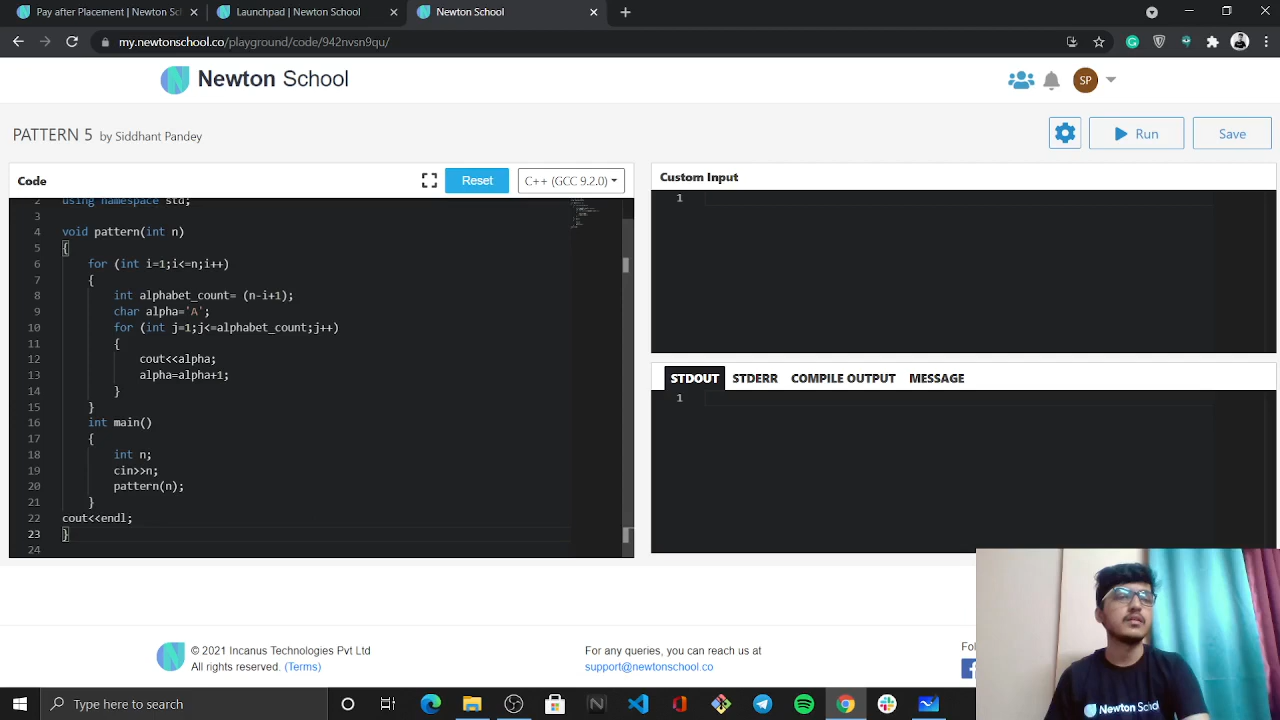 Pay after Placement | Newton Sc
Launchpad | Newton School
Newton School
my.newtonschool.co/playground/code/942nvsn9qu/
Newton School
SP
PATTERN 5 by Siddhant Pandey
Run
Save
Code
Reset
C++ (GCC 9.2.0)
2 using namespace std;
3
4 void pattern(int n)
5 {
6 for (int i=1;i<=n;i++)
7 {
8 int alphabet_count= (n-i+1);
9 char alpha='A';
10 for (int j=1;j<=alphabet_count;j++)
11 {
12 cout<<alpha;
13 alpha=alpha+1;
14 }
15 }
16 int main()
17 {
18 int n;
19 cin>>n;
20 pattern(n);
21 }
22 cout<<endl;
23 }
24
Custom Input
1
STDOUT STDERR COMPILE OUTPUT MESSAGE
1
© 2021 Incanus Technologies Pvt Ltd
All rights reserved. (Terms)
For any queries, you can reach us at
support@newtonschool.co
Fol
Newton School
Type here to search